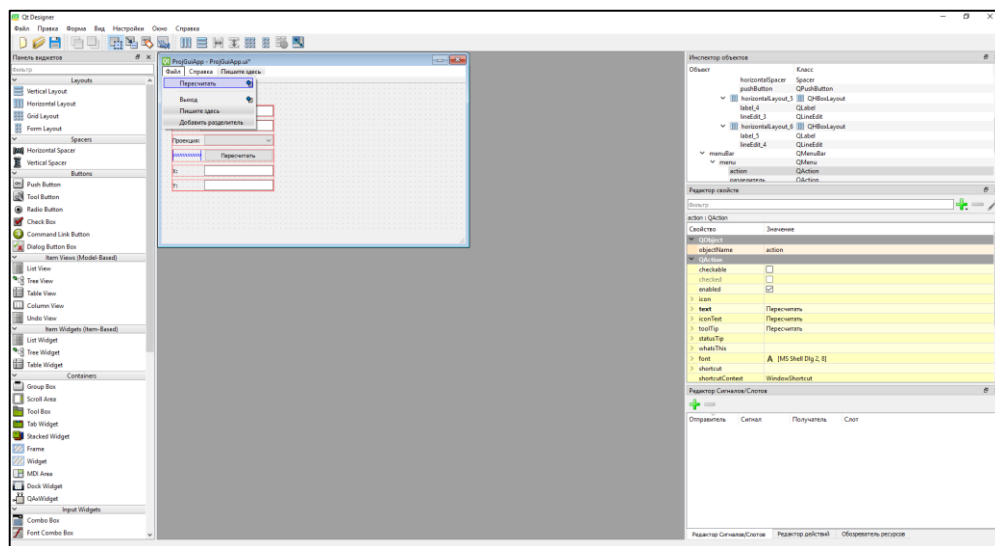 Qt Designer
Файл Правка Форма Вид Настройки Окно Справка
Панель виджетов
Фильтр
Layouts
Vertical Layout
Horizontal Layout
Grid Layout
Form Layout
Spacers
Horizontal Spacer
Vertical Spacer
Buttons
Push Button
Tool Button
Radio Button
Check Box
Command Link Button
Dialog Button Box
Item Views (Model-Based)
List View
Tree View
Table View
Column View
Undo View
Item Widgets (Item-Based)
List Widget
Tree Widget
Table Widget
Containers
Group Box
Scroll Area
Tool Box
Tab Widget
Stacked Widget
Frame
Widget
MDI Area
Dock Widget
QAxWidget
Input Widgets
Combo Box
Font Combo Box
ProjGuiApp - ProjGuiApp.ui*
Файл Справка Пишите здесь
Пересчитать
Выход
Пишите здесь
Добавить разделитель
Проекция:
Пересчитать
X:
Y:
Инспектор объектов
Объект Класс
horizontalSpacer Spacer
pushButton QPushButton
horizontalLayout_5 QHBoxLayout
label_4 QLabel
lineEdit_3 QLineEdit
horizontalLayout_6 QHBoxLayout
label_5 QLabel
lineEdit_4 QLineEdit
menuBar QMenuBar
menu QMenu
action QAction
разделитель QAction
Редактор свойств
Фильтр
action : QAction
Свойство Значение
QObject
objectName action
QAction
checkable
checked
enabled
icon
text Пересчитать
iconText Пересчитать
toolTip Пересчитать
statusTip
whatsThis
font A [MS Shell Dlg 2, 8]
shortcut
shortcutContext WindowShortcut
Редактор Сигналов/Слотов
Отправитель Сигнал Получатель Слот
Редактор Сигналов/Слотов Редактор действий Обозреватель ресурсов